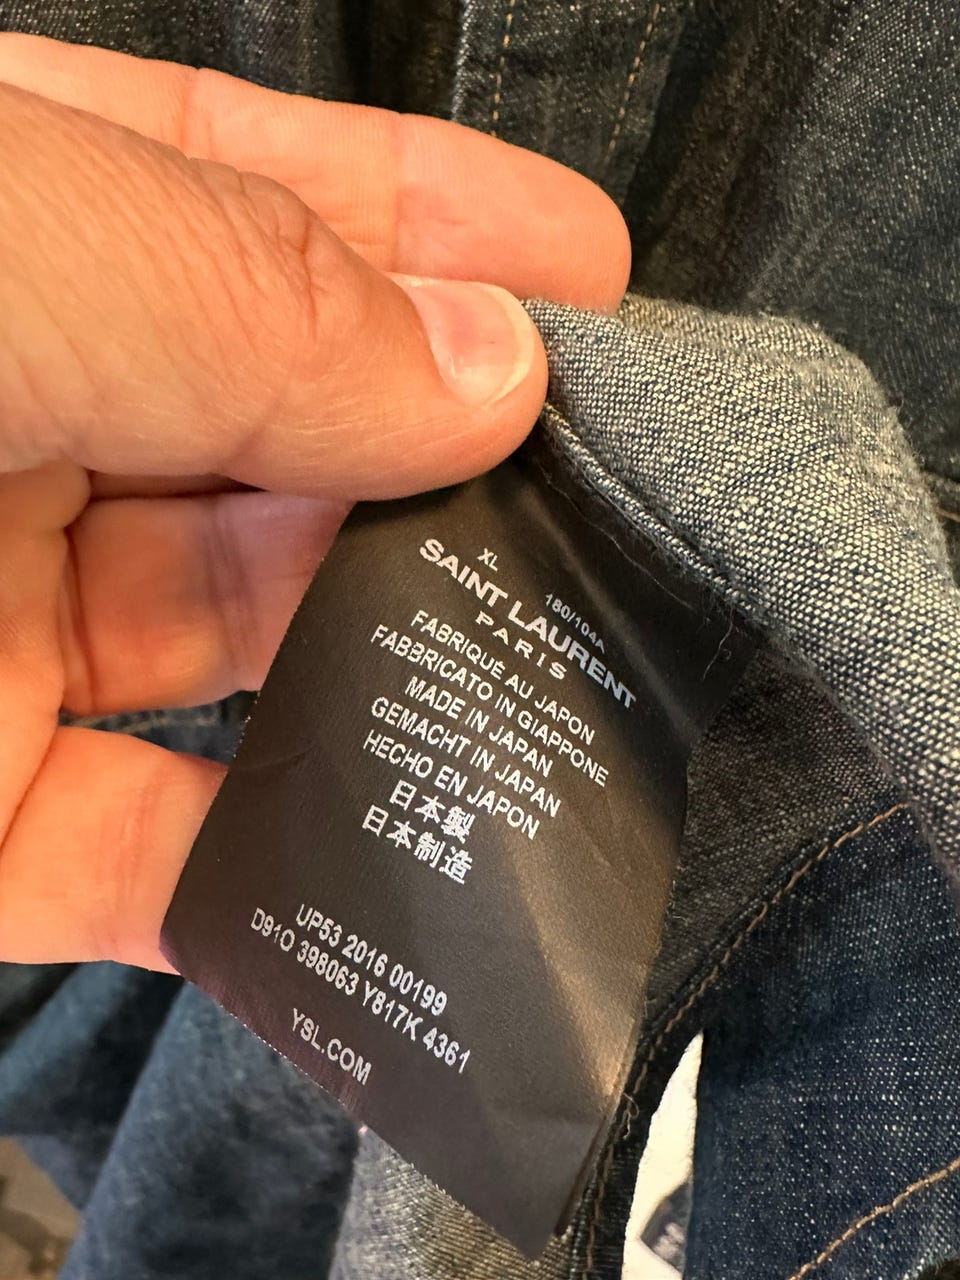 XL
180/104A
SAINT LAURENT
PARIS
FABRIQUÉ AU JAPON
FABBRICATO IN GIAPPONE
MADE IN JAPAN
GEMACHT IN JAPAN
HECHO EN JAPON
日本製
日本制造
UP53 2016 00199
D91O 398063 Y817K 4361
YSL.COM